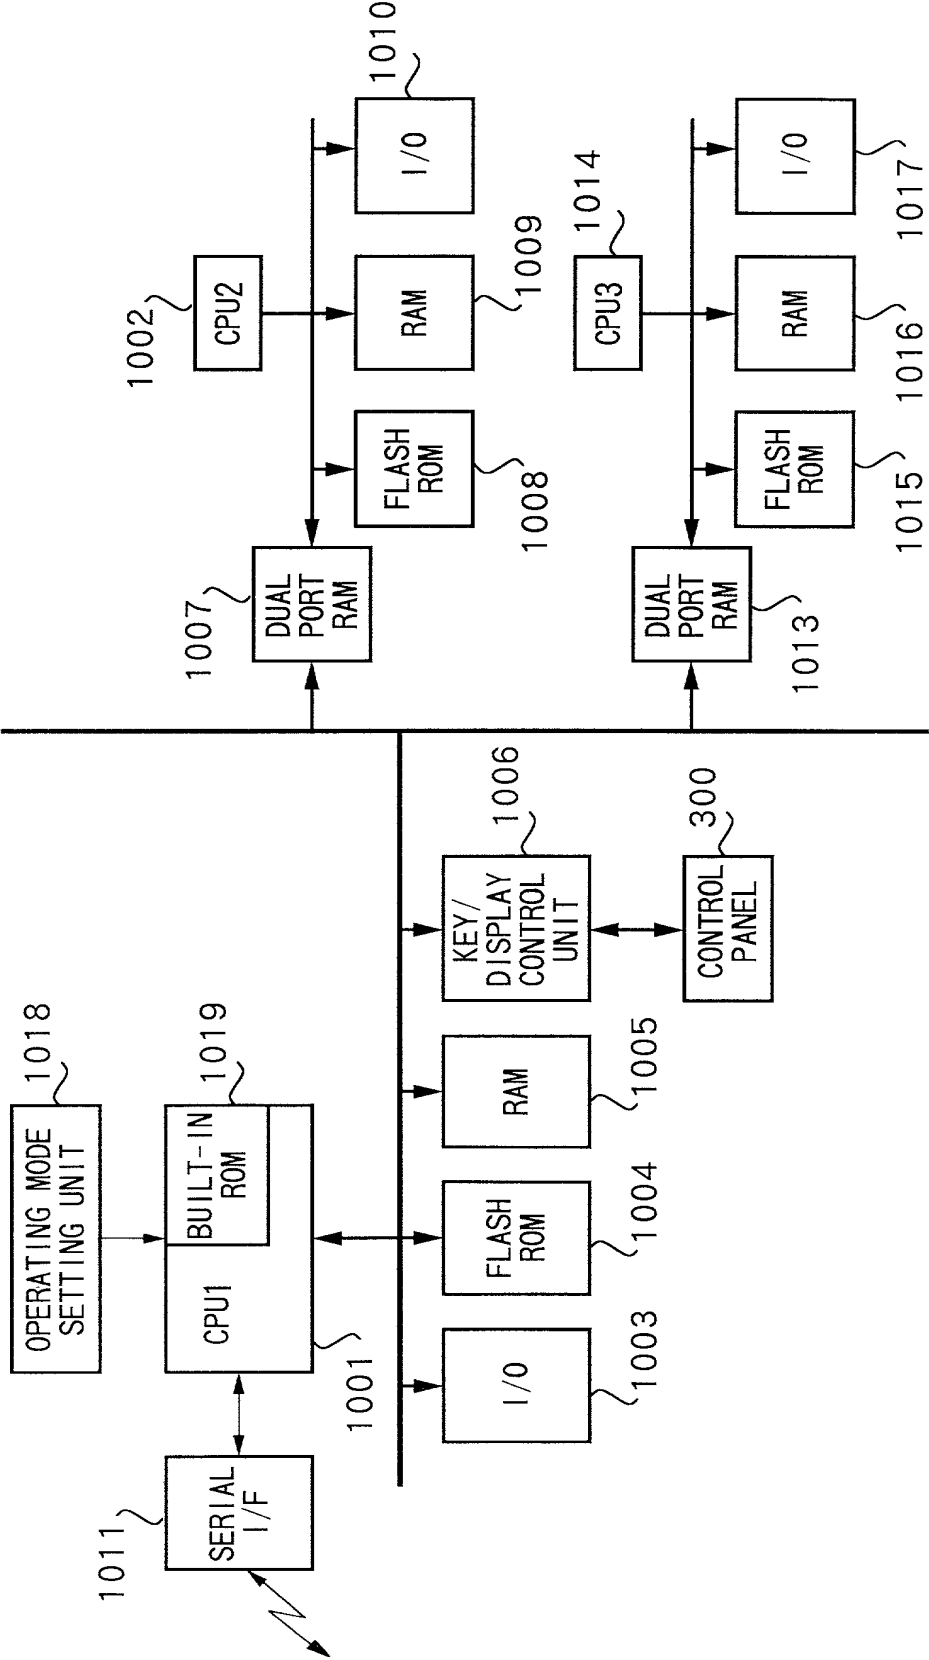 1011
SERIAL
I/F
1018
OPERATING MODE
SETTING UNIT
1019
BUILT-IN
ROM
CPU1
1001
I/O
1003
FLASH
ROM
1004
RAM
1005
KEY/
DISPLAY
CONTROL
UNIT
1006
CONTROL
PANEL
300
1007
DUAL
PORT
RAM
1002
CPU2
FLASH
ROM
1008
RAM
1009
I/O
1010
DUAL
PORT
RAM
1013
CPU3
1014
FLASH
ROM
1015
RAM
1016
I/O
1017